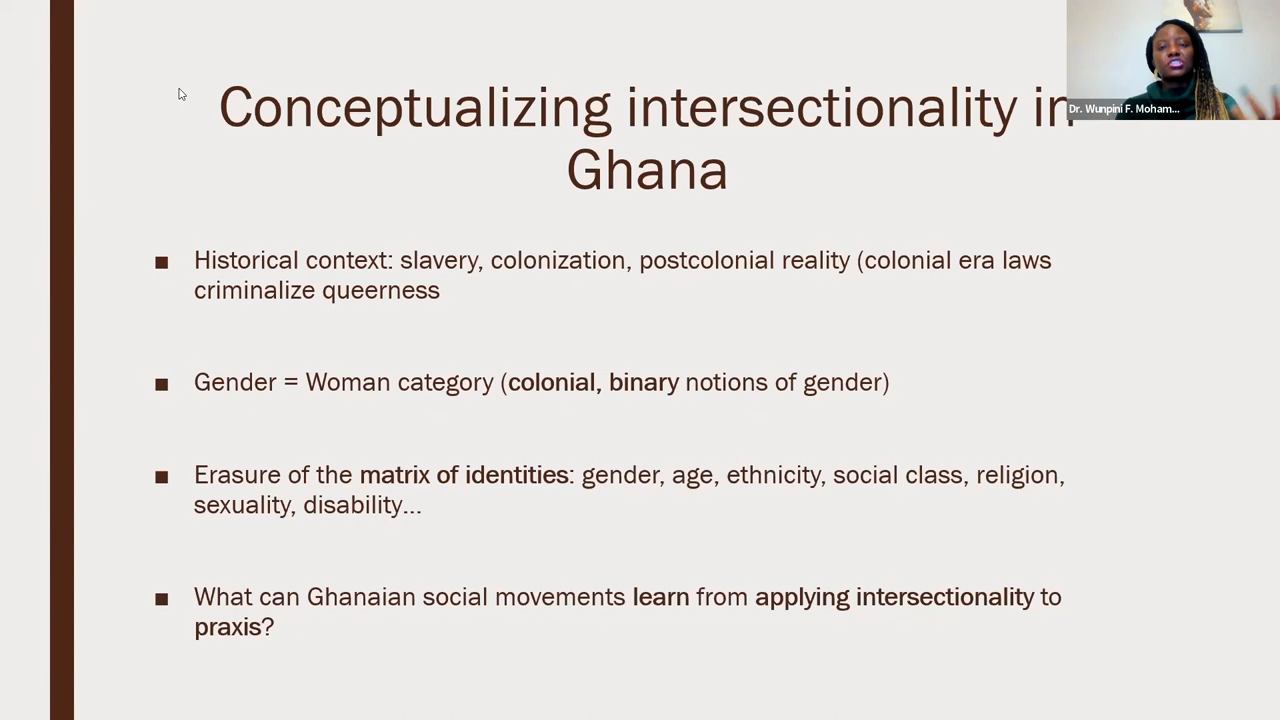 Conceptualizing intersectionality in
Ghana
Dr. Wunpini F. Moham...
■ Historical context: slavery, colonization, postcolonial reality (colonial era laws
criminalize queerness
■ Gender = Woman category (colonial, binary notions of gender)
■ Erasure of the matrix of identities: gender, age, ethnicity, social class, religion,
sexuality, disability...
■ What can Ghanaian social movements learn from applying intersectionality to
praxis?